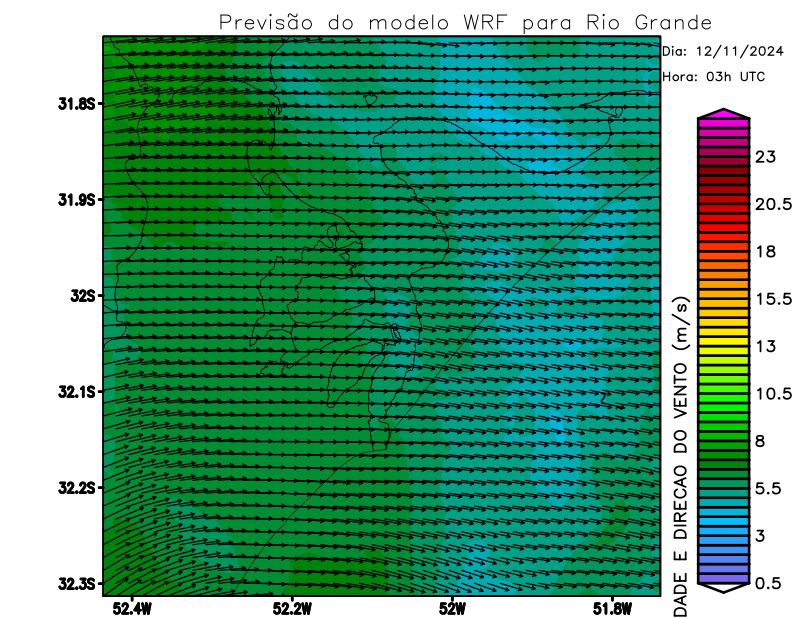 Previsão do modelo WRF para Rio Grande
Dia: 12/11/2024
Hora: 03h UTC
31.8S
31.9S
32S
32.1S
32.2S
32.3S
52.4W
52.2W
52W
51.8W
23
20.5
18
15.5
13
10.5
8
5.5
3
0.5
DADE E DIRECAO DO VENTO (m/s)